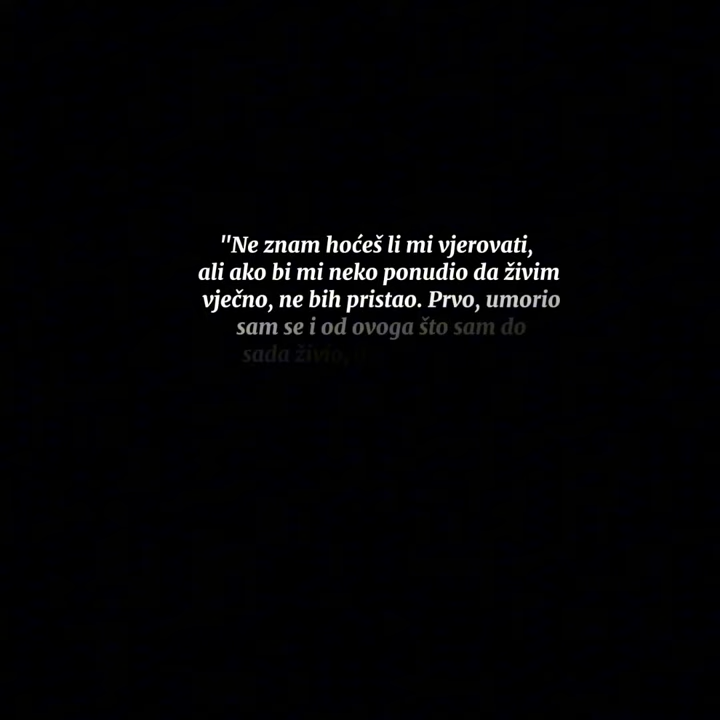 "Ne znam hoćeš li mi vjerovati,
ali ako bi mi neko ponudio da živim
vječno, ne bih pristao. Prvo, umorio
sam se i od ovoga što sam do
sada živio,